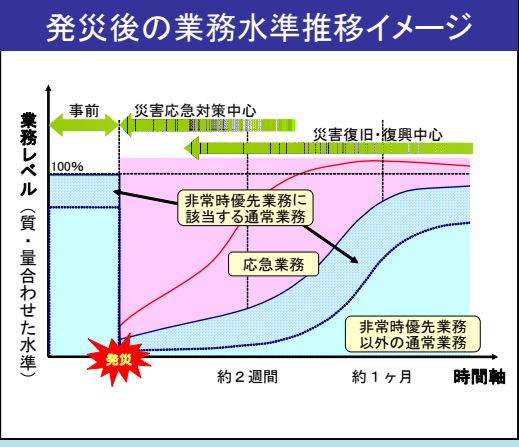 発災後の業務水準推移イメージ
事前
災害応急対策中心
災害復旧・復興中心
業務レベル（質・量合わせた水準）
100%
非常時優先業務に
該当する通常業務
応急業務
非常時優先業務
以外の通常業務
発災
約２週間
約１ヶ月
時間軸